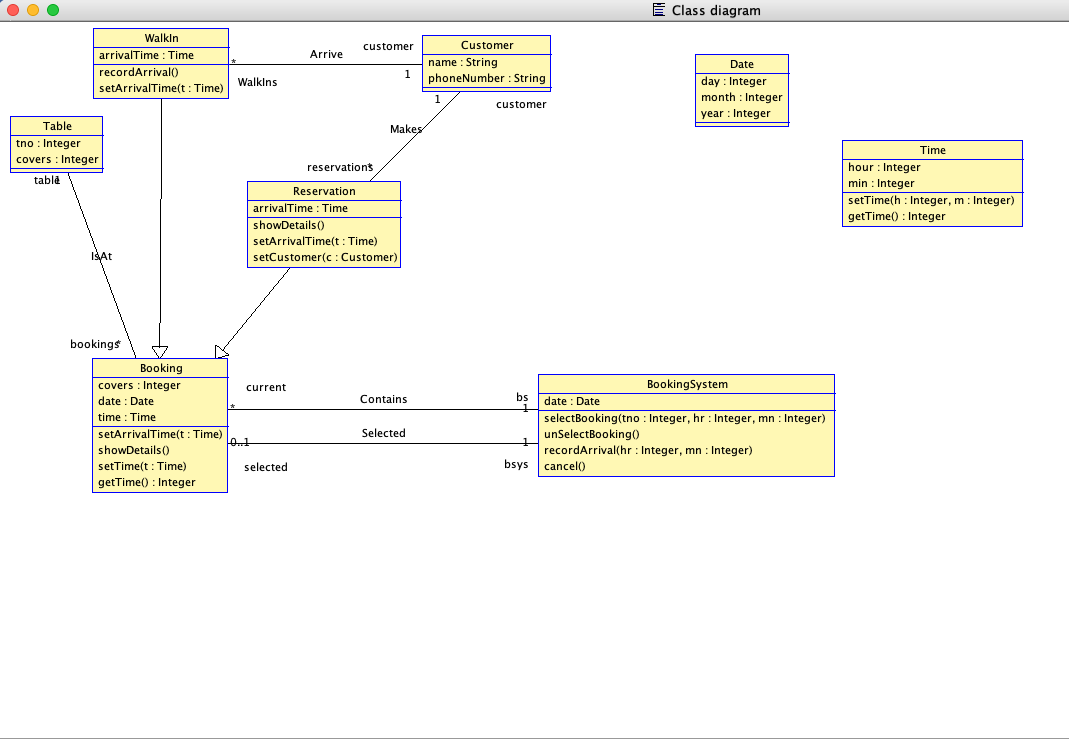 Class diagram
WalkIn
arrivalTime : Time
recordArrival()
setArrivalTime(t : Time)
*
WalkIns
Arrive
customer
1
Customer
name : String
phoneNumber : String
1
customer
Makes
reservations
*
Date
day : Integer
month : Integer
year : Integer
Time
hour : Integer
min : Integer
setTime(h : Integer, m : Integer)
getTime() : Integer
Table
tno : Integer
covers : Integer
table
1
IsAt
bookings
*
Reservation
arrivalTime : Time
showDetails()
setArrivalTime(t : Time)
setCustomer(c : Customer)
Booking
covers : Integer
date : Date
time : Time
setArrivalTime(t : Time)
showDetails()
setTime(t : Time)
getTime() : Integer
current
*
Contains
bs
1
0..1
Selected
1
selected
bsys
BookingSystem
date : Date
selectBooking(tno : Integer, hr : Integer, mn : Integer)
unSelectBooking()
recordArrival(hr : Integer, mn : Integer)
cancel()